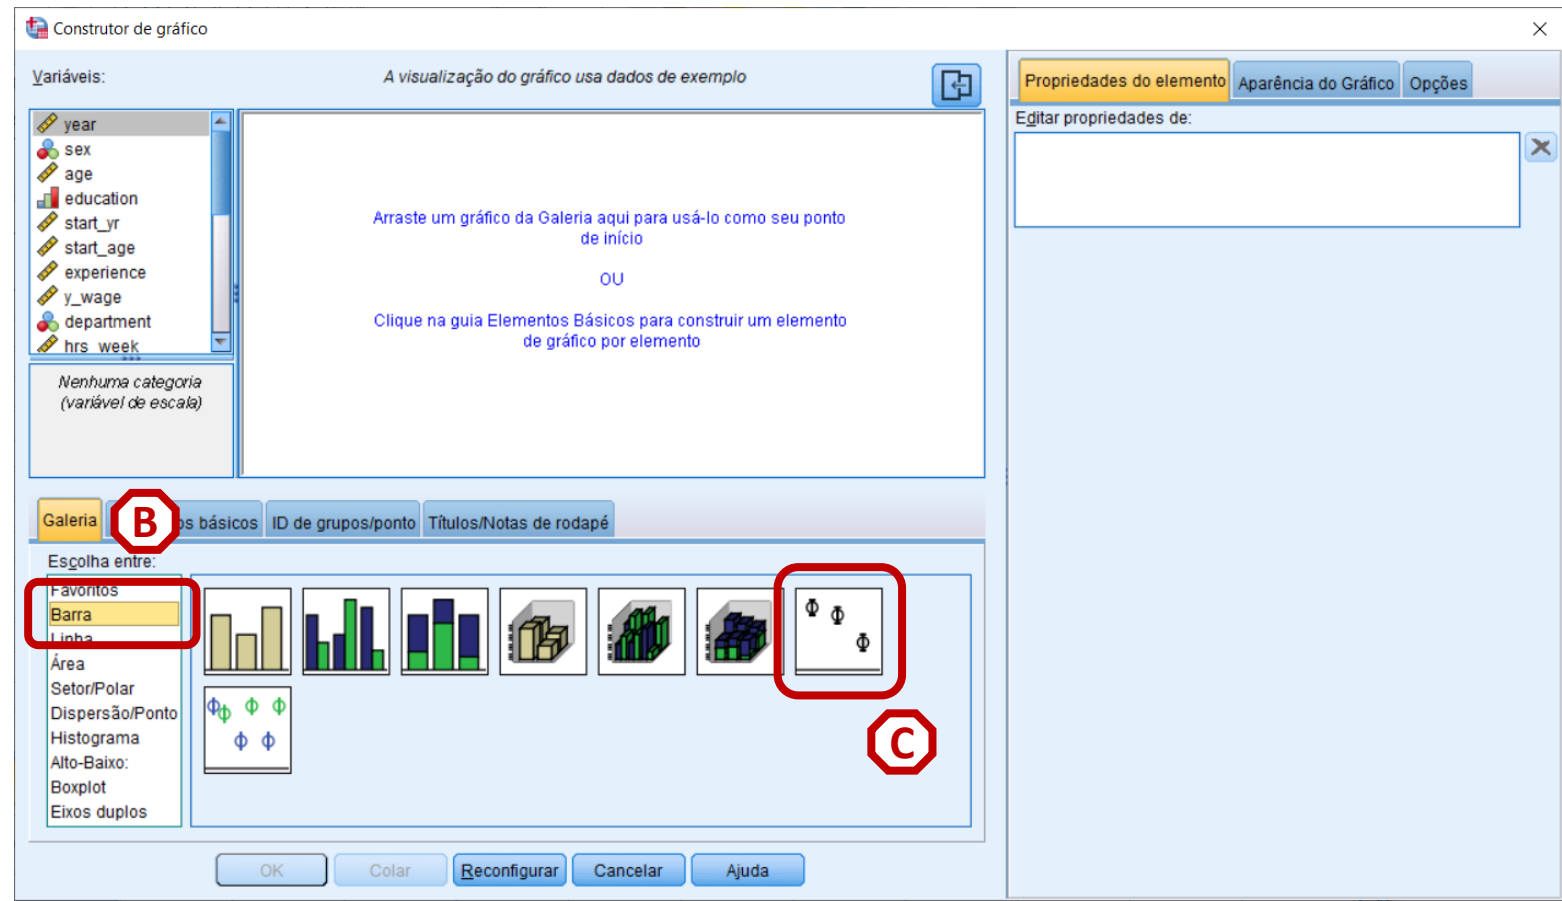 Construtor de gráfico
Variáveis:
A visualização do gráfico usa dados de exemplo
year
sex
age
education
start_yr
start_age
experience
y_wage
department
hrs_week
Nenhuma categoria
(variável de escala)
Arraste um gráfico da Galeria aqui para usá-lo como seu ponto
de início
OU
Clique na guia Elementos Básicos para construir um elemento
de gráfico por elemento
Propriedades do elemento
Aparência do Gráfico
Opções
Editar propriedades de:
Galeria
B
os básicos
ID de grupos/ponto
Títulos/Notas de rodapé
Escolha entre:
Favoritos
Barra
Linha
Área
Setor/Polar
Dispersão/Ponto
Histograma
Alto-Baixo:
Boxplot
Eixos duplos
C
OK
Colar
Reconfigurar
Cancelar
Ajuda